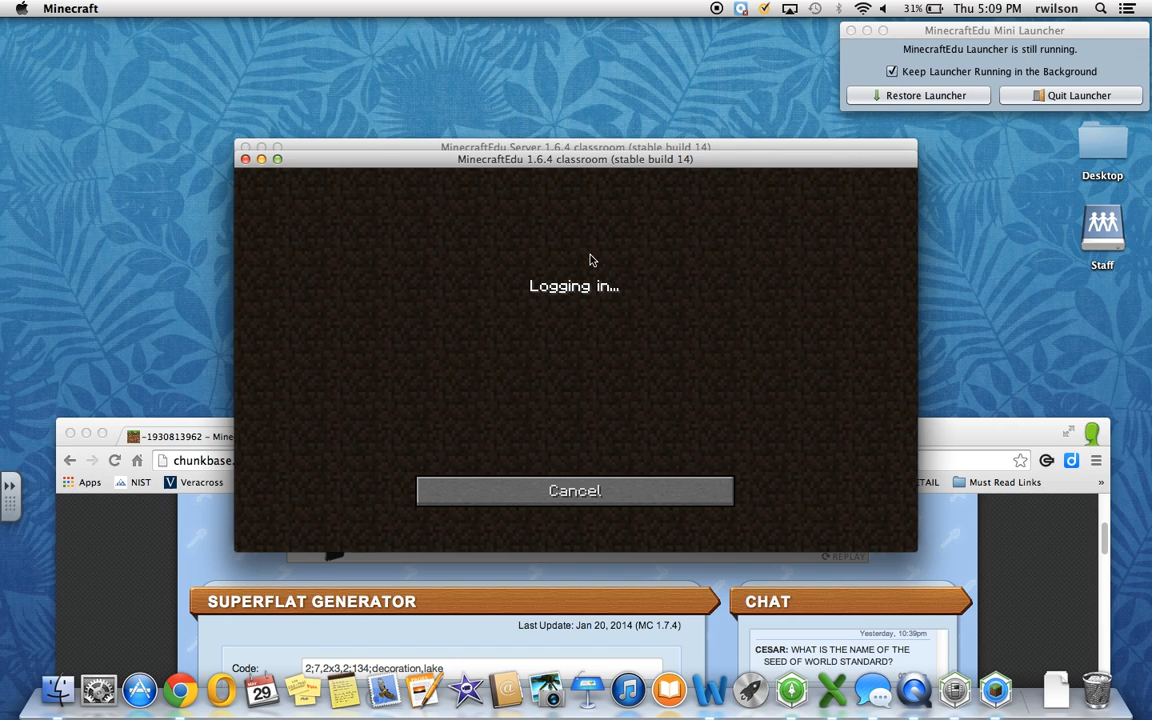 Minecraft
31%
Thu 5:09 PM
rwilson
MinecraftEdu Mini Launcher
MinecraftEdu Launcher is still running.
Keep Launcher Running in the Background
Restore Launcher
Quit Launcher
Desktop
Staff
MinecraftEdu Server 1.6.4 classroom (stable build 14)
MinecraftEdu 1.6.4 classroom (stable build 14)
Logging in...
Cancel
-1930813962 – Mine
chunkbase.
Apps
NIST
Veracross
ETAIL
Must Read Links
»
REPLAY
SUPERFLAT GENERATOR
Last Update: Jan 20, 2014 (MC 1.7.4)
Code:
2;7,2x3,2;134;decoration,lake
CHAT
Yesterday, 10:39pm
CESAR: WHAT IS THE NAME OF THE
SEED OF WORLD STANDARD?
29